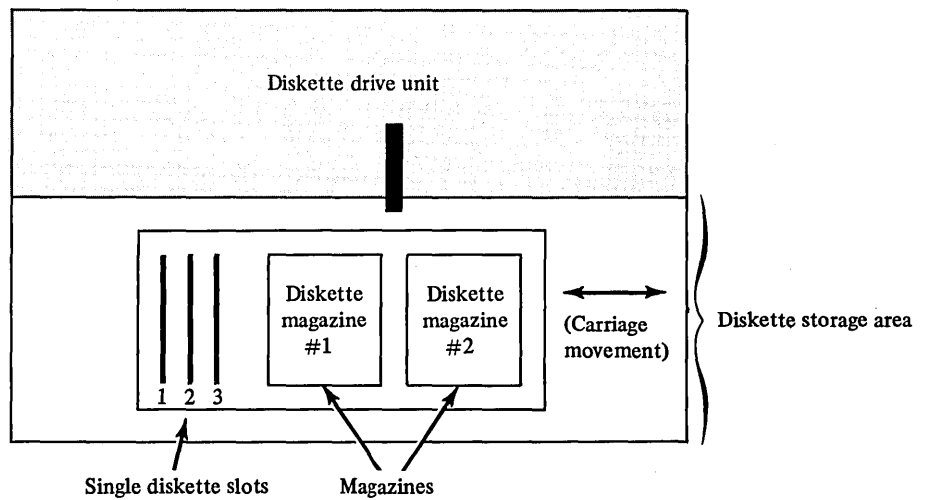 Diskette drive unit
Diskette
magazine
#1
Diskette
magazine
#2
(Carriage
movement)
Diskette storage area
1 2 3
Single diskette slots
Magazines